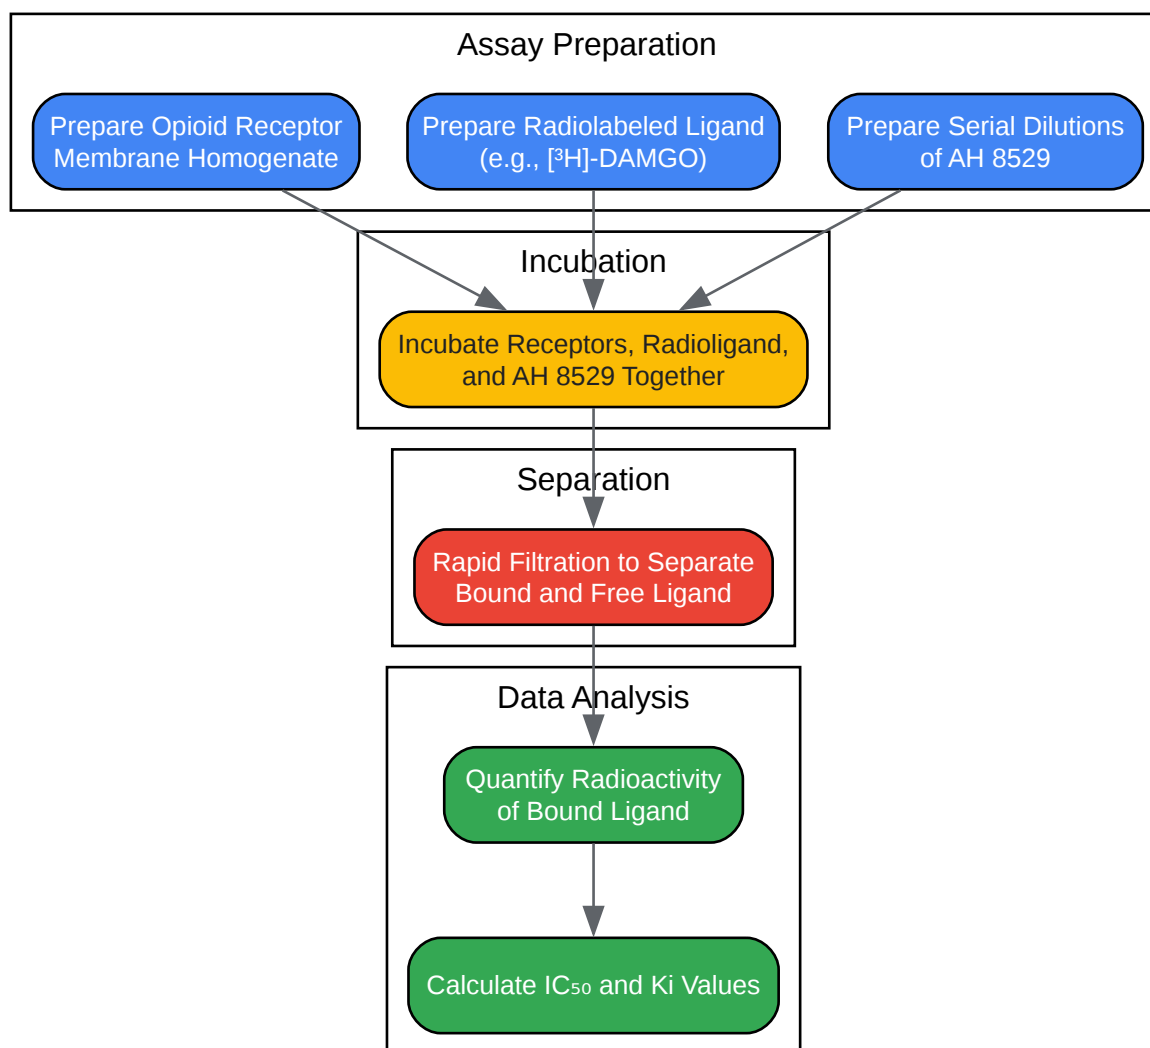 Assay Preparation
Prepare Opioid Receptor
Membrane Homogenate
Prepare Radiolabeled Ligand
(e.g., [³H]-DAMGO)
Prepare Serial Dilutions
of AH 8529
Incubation
Incubate Receptors, Radioligand,
and AH 8529 Together
Separation
Rapid Filtration to Separate
Bound and Free Ligand
Data Analysis
Quantify Radioactivity
of Bound Ligand
Calculate IC₅₀ and Ki Values